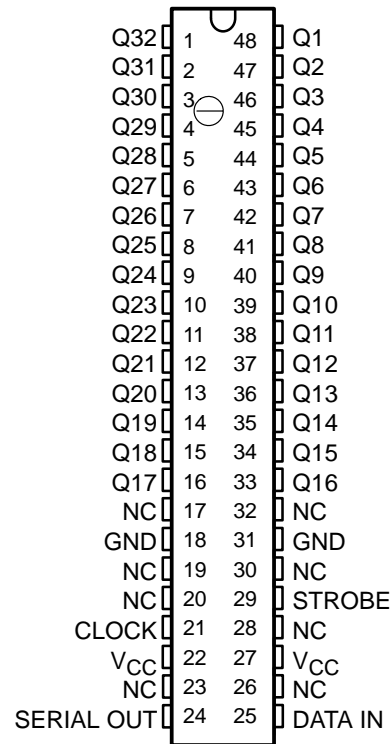 Q32 1 48 Q1
Q31 2 47 Q2
Q30 3 46 Q3
Q29 4 45 Q4
Q28 5 44 Q5
Q27 6 43 Q6
Q26 7 42 Q7
Q25 8 41 Q8
Q24 9 40 Q9
Q23 10 39 Q10
Q22 11 38 Q11
Q21 12 37 Q12
Q20 13 36 Q13
Q19 14 35 Q14
Q18 15 34 Q15
Q17 16 33 Q16
NC 17 32 NC
GND 18 31 GND
NC 19 30 NC
NC 20 29 STROBE
CLOCK 21 28 NC
VCC 22 27 VCC
NC 23 26 NC
SERIAL OUT 24 25 DATA IN